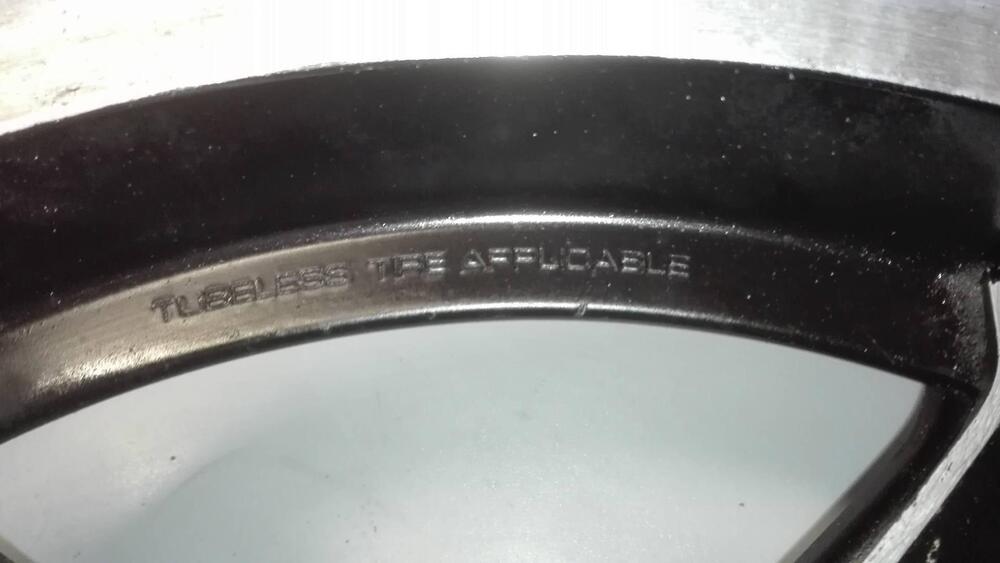 TUBELESS TIRE APPLICABLE